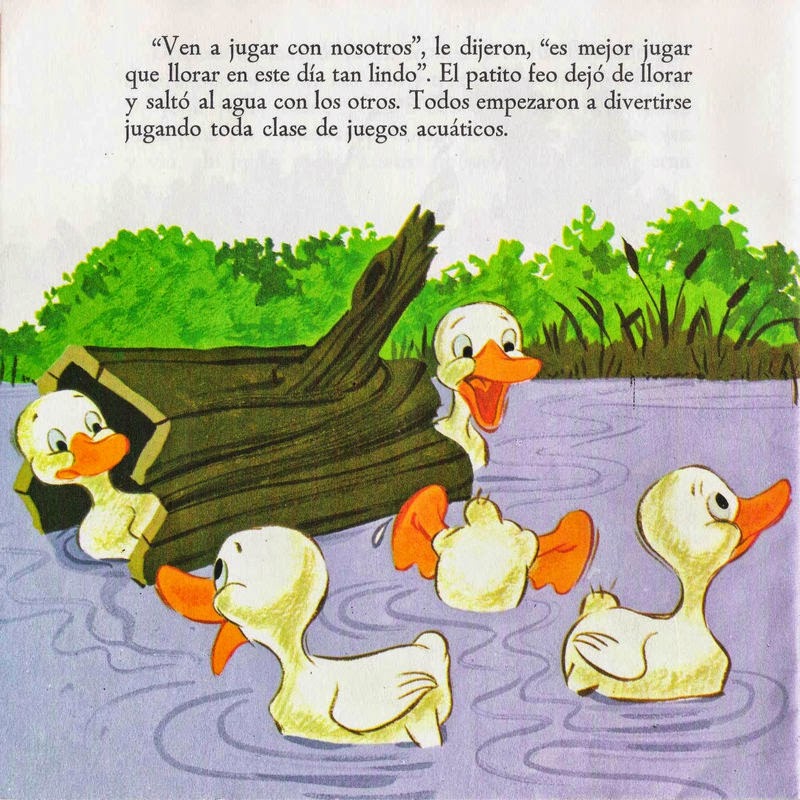 “Ven a jugar con nosotros”, le dijeron, “es mejor jugar
que llorar en este día tan lindo”. El patito feo dejó de llorar
y saltó al agua con los otros. Todos empezaron a divertirse
jugando toda clase de juegos acuáticos.